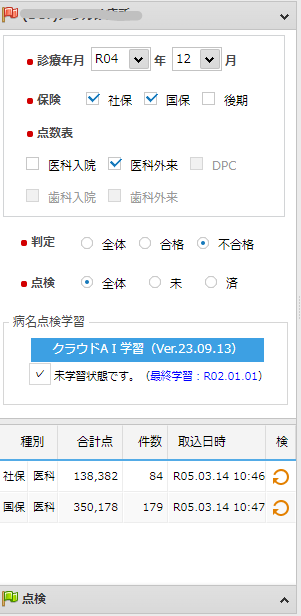 診療年月 R04 年 12 月
保険 社保 国保 後期
点数表
医科入院 医科外来 DPC
歯科入院 歯科外来
判定 全体 合格 不合格
点検 全体 未 済
病名点検学習
クラウドAI学習（Ver.23.09.13）
未学習状態です。（最終学習：R02.01.01）
種別 合計点 件数 取込日時 検
社保 医科 138,382 84 R05.03.14 10:46
国保 医科 350,178 179 R05.03.14 10:47
点検